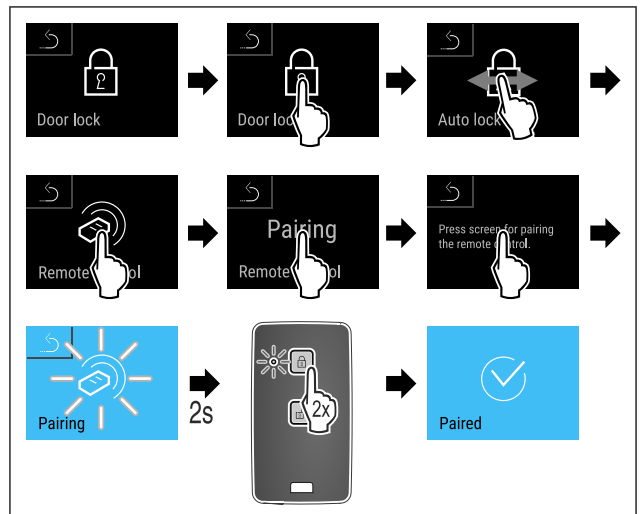 Door lock
Door lo
Auto lock
Remote
ol
Pairing
Remote
ol
Press screen for pairing
the remote control.
Pairing
2s
2x
Paired